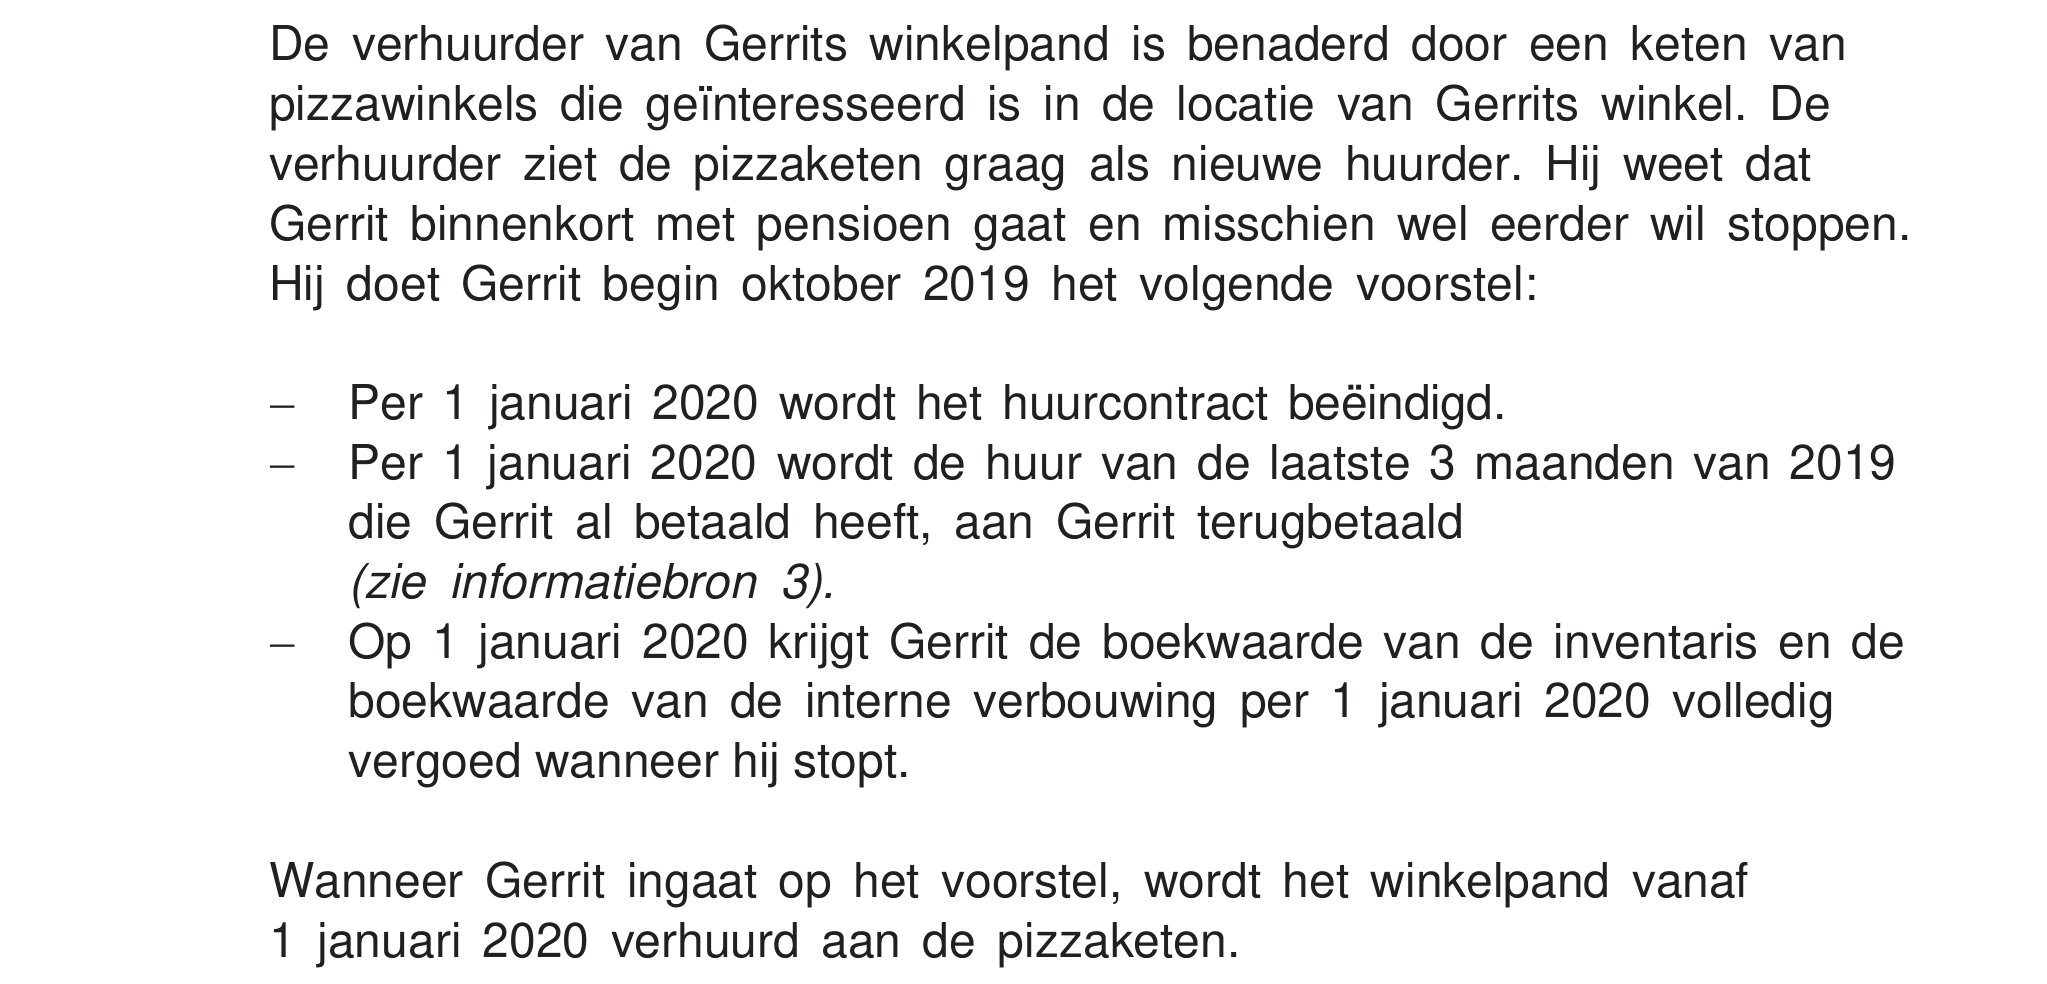 De verhuurder van Gerrits winkelpand is benaderd door een keten van
pizzawinkels die geïnteresseerd is in de locatie van Gerrits winkel. De
verhuurder ziet de pizzaketen graag als nieuwe huurder. Hij weet dat
Gerrit binnenkort met pensioen gaat en misschien wel eerder wil stoppen.
Hij doet Gerrit begin oktober 2019 het volgende voorstel:
– Per 1 januari 2020 wordt het huurcontract beëindigd.
– Per 1 januari 2020 wordt de huur van de laatste 3 maanden van 2019
die Gerrit al betaald heeft, aan Gerrit terugbetaald
(zie informatiebron 3).
– Op 1 januari 2020 krijgt Gerrit de boekwaarde van de inventaris en de
boekwaarde van de interne verbouwing per 1 januari 2020 volledig
vergoed wanneer hij stopt.
Wanneer Gerrit ingaat op het voorstel, wordt het winkelpand vanaf
1 januari 2020 verhuurd aan de pizzaketen.